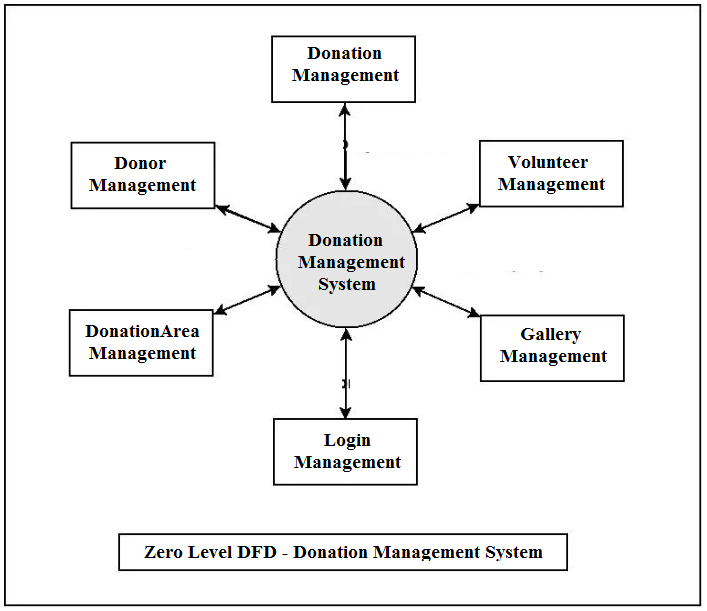 Donation
Management
Donor
Management
Volunteer
Management
Donation
Management
System
DonationArea
Management
Gallery
Management
Login
Management
Zero Level DFD - Donation Management System